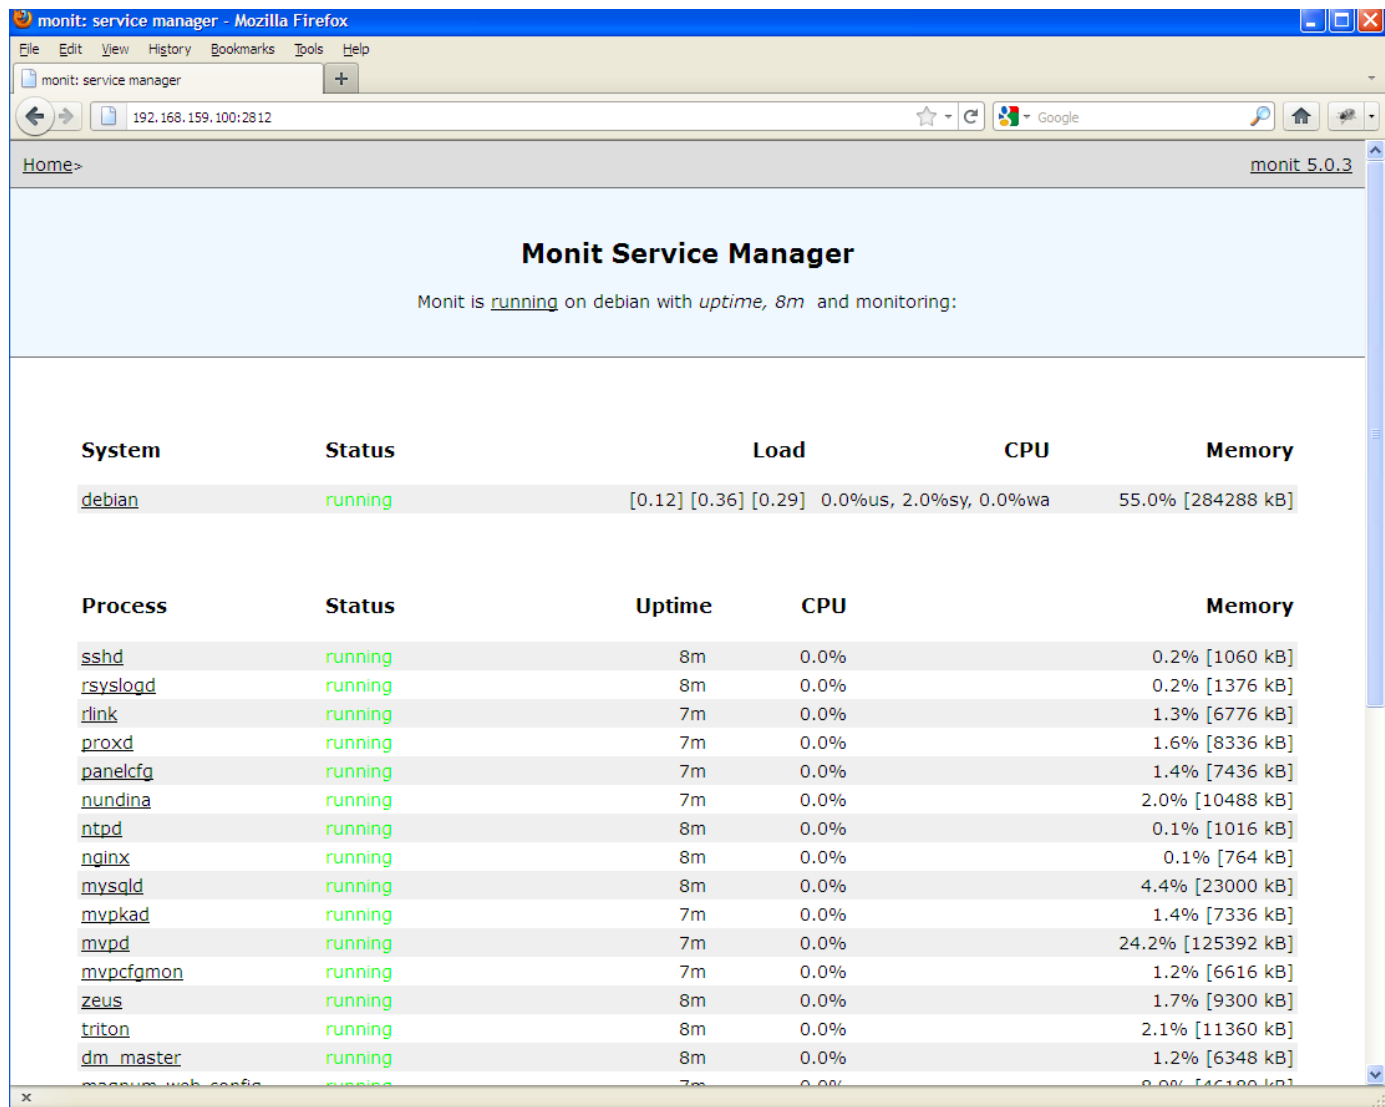 monit: service manager - Mozilla Firefox
File Edit View History Bookmarks Tools Help
monit: service manager
192.168.159.100:2812 Google
Home> monit 5.0.3
Monit Service Manager
Monit is running on debian with uptime, 8m and monitoring:
System Status Load CPU Memory
debian running [0.12] [0.36] [0.29] 0.0%us, 2.0%sy, 0.0%wa 55.0% [284288 kB]
Process Status Uptime CPU Memory
sshd running 8m 0.0% 0.2% [1060 kB]
rsyslogd running 8m 0.0% 0.2% [1376 kB]
rlink running 7m 0.0% 1.3% [6776 kB]
proxd running 7m 0.0% 1.6% [8336 kB]
panelcfg running 7m 0.0% 1.4% [7436 kB]
nundina running 7m 0.0% 2.0% [10488 kB]
ntpd running 8m 0.0% 0.1% [1016 kB]
nginx running 8m 0.0% 0.1% [764 kB]
mysqld running 8m 0.0% 4.4% [23000 kB]
mvpkad running 7m 0.0% 1.4% [7336 kB]
mvpd running 7m 0.0% 24.2% [125392 kB]
mvpcfgmon running 7m 0.0% 1.2% [6616 kB]
zeus running 8m 0.0% 1.7% [9300 kB]
triton running 8m 0.0% 2.1% [11360 kB]
dm_master running 8m 0.0% 1.2% [6348 kB]
magnum_web_config running 7m 0.0% 8.9% [46180 kB]